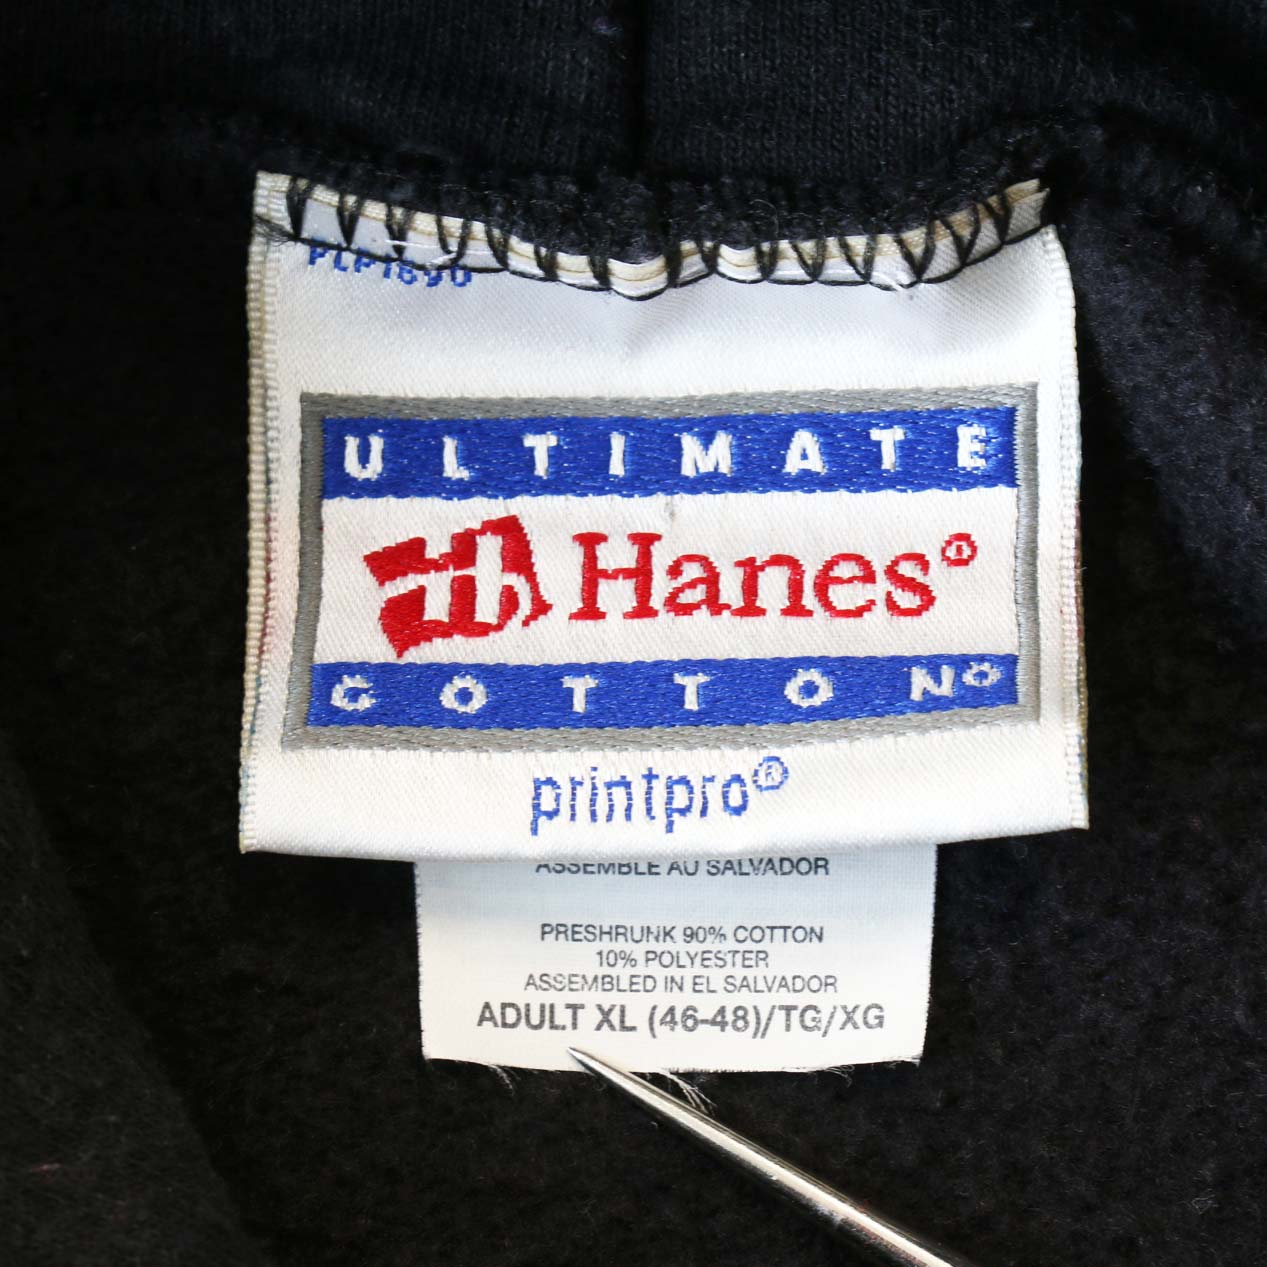 PLP1690
ULTIMATE
Hanes®
COTTON®
printpro®
ASSEMBLE AU SALVADOR
PRESHRUNK 90% COTTON
10% POLYESTER
ASSEMBLED IN EL SALVADOR
ADULT XL (46-48)/TG/XG